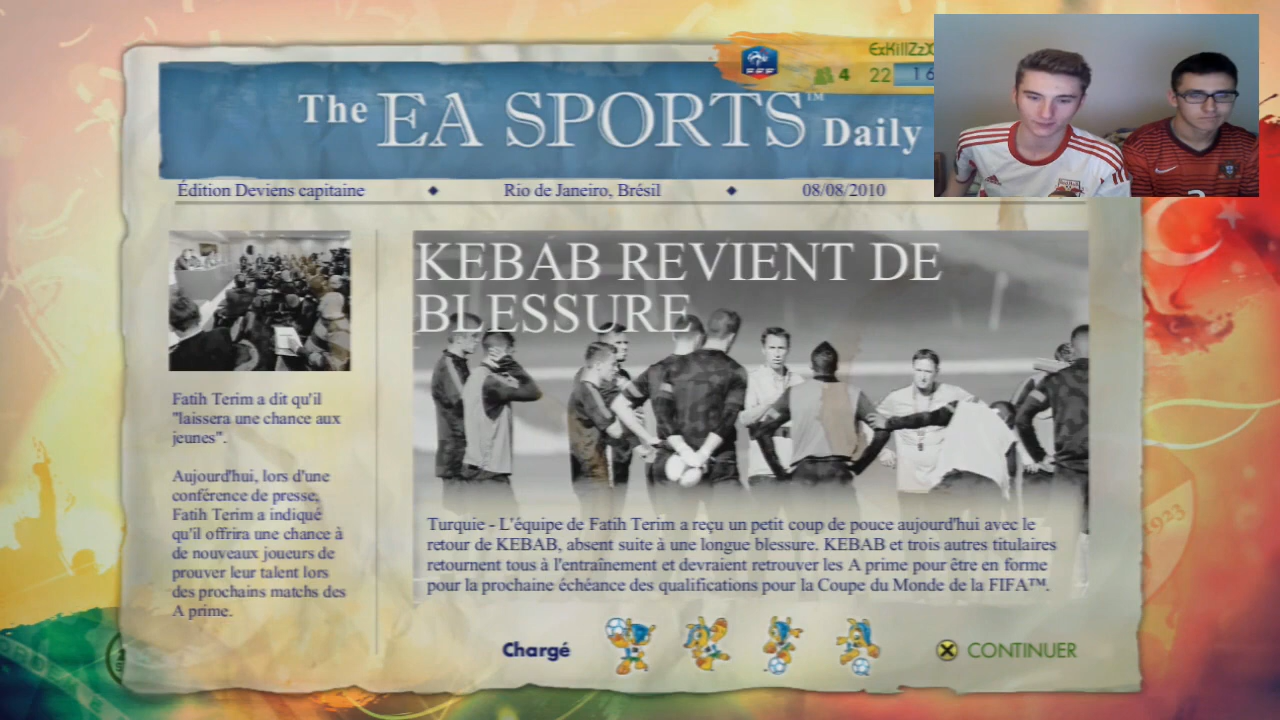 ExKillZzX
4 22 16
The EA SPORTS™ Daily
Édition Deviens capitaine ◆ Rio de Janeiro, Brésil ◆ 08/08/2010
KEBAB REVIENT DE
BLESSURE
Fatih Terim a dit qu'il
"laissera une chance aux
jeunes".
Aujourd'hui, lors d'une
conférence de presse,
Fatih Terim a indiqué
qu'il offrira une chance à
de nouveaux joueurs de
prouver leur talent lors
des prochains matchs des
A prime.
Turquie - L'équipe de Fatih Terim a reçu un petit coup de pouce aujourd'hui avec le
retour de KEBAB, absent suite à une longue blessure. KEBAB et trois autres titulaires
retournent tous à l'entraînement et devraient retrouver les A prime pour être en forme
pour la prochaine échéance des qualifications pour la Coupe du Monde de la FIFA™.
Chargé
CONTINUER
1923
FFF